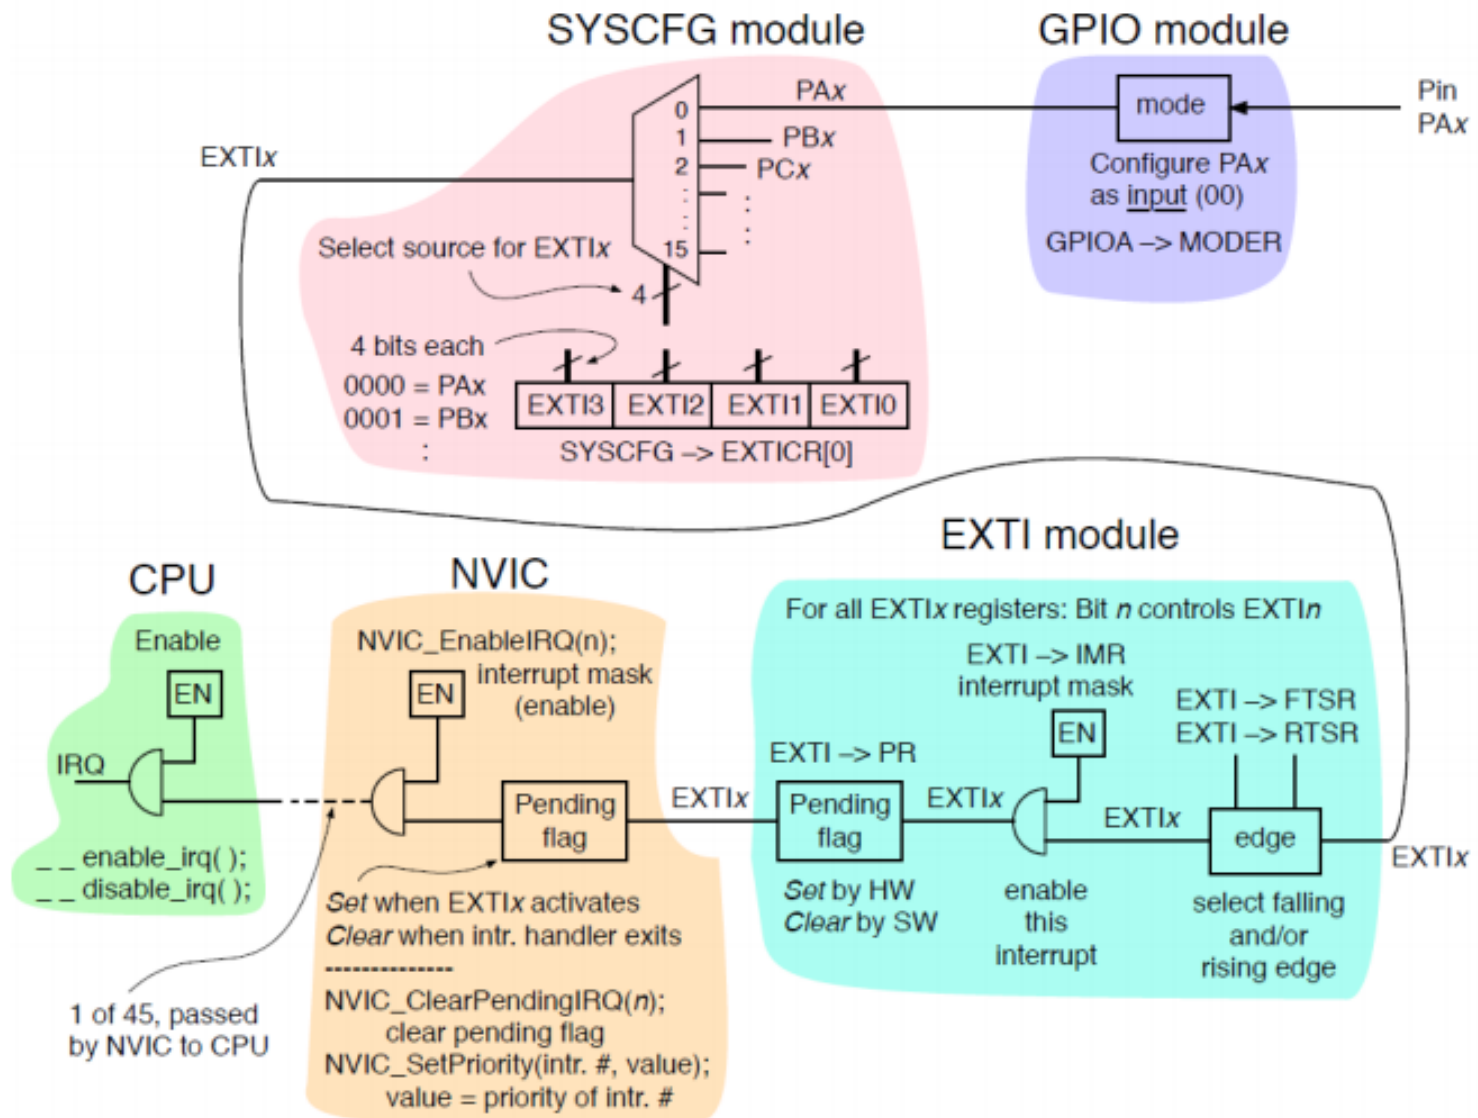 SYSCFG module
GPIO module
PAx
mode
Pin
PAx
0
1
PBx
2
PCx
.
.
.
.
:
:
15
EXTIx
Configure PAx
as input (00)
GPIOA –> MODER
Select source for EXTIx
4
4 bits each
0000 = PAx
0001 = PBx
:
EXTI3 EXTI2 EXTI1 EXTI0
SYSCFG –> EXTICR[0]
EXTI module
For all EXTIx registers: Bit n controls EXTIn
EXTI –> IMR
interrupt mask
EN
EXTI –> FTSR
EXTI –> RTSR
EXTI –> PR
Pending
flag
EXTIx
EXTIx
edge
EXTIx
Set by HW
Clear by SW
enable
this
interrupt
select falling
and/or
rising edge
NVIC
NVIC_EnableIRQ(n);
interrupt mask
(enable)
EN
Pending
flag
EXTIx
Set when EXTIx activates
Clear when intr. handler exits
--------------
NVIC_ClearPendingIRQ(n);
clear pending flag
NVIC_SetPriority(intr. #, value);
value = priority of intr. #
CPU
Enable
EN
IRQ
_ _ enable_irq( );
_ _ disable_irq( );
1 of 45, passed
by NVIC to CPU